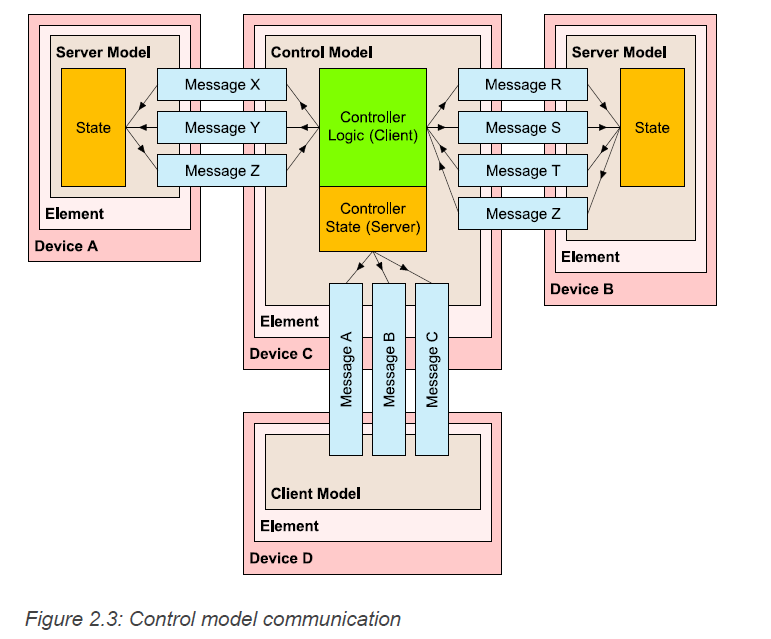 Server Model
State
Element
Device A
Message X
Message Y
Message Z
Control Model
Controller
Logic (Client)
Controller
State (Server)
Element
Device C
Message R
Message S
Message T
Message Z
Server Model
State
Element
Device B
Message A
Message B
Message C
Client Model
Element
Device D
Figure 2.3: Control model communication